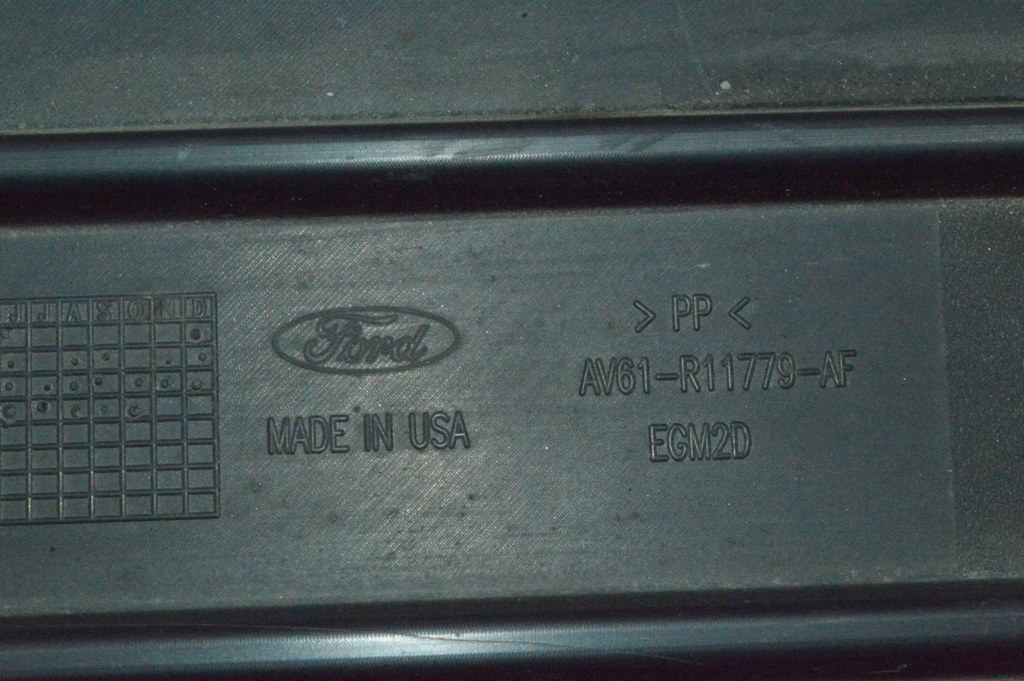 J J A S O N D
Ford
MADE IN USA
> PP <
AV61-R11779-AF
EGM2D